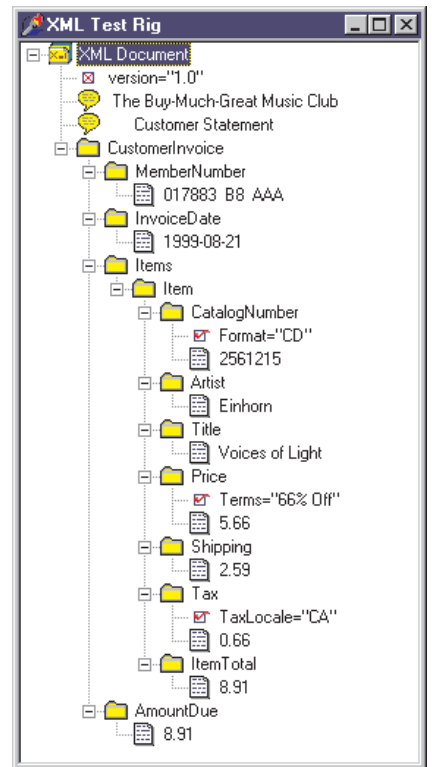 XML Test Rig
XML Document
version="1.0"
The Buy-Much-Great Music Club
Customer Statement
CustomerInvoice
MemberNumber
017883 B8 AAA
InvoiceDate
1999-08-21
Items
Item
CatalogNumber
Format="CD"
2561215
Artist
Einhorn
Title
Voices of Light
Price
Terms="66% Off"
5.66
Shipping
2.59
Tax
TaxLocale="CA"
0.66
ItemTotal
8.91
AmountDue
8.91